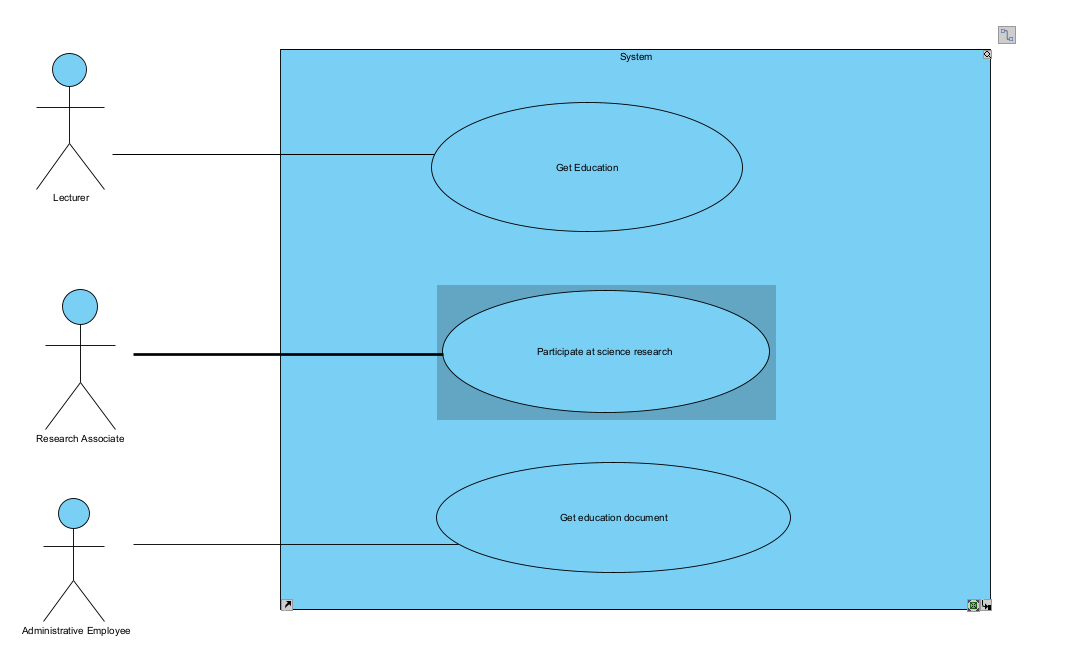 System
Get Education
Lecturer
Participate at science research
Research Associate
Get education document
Administrative Employee